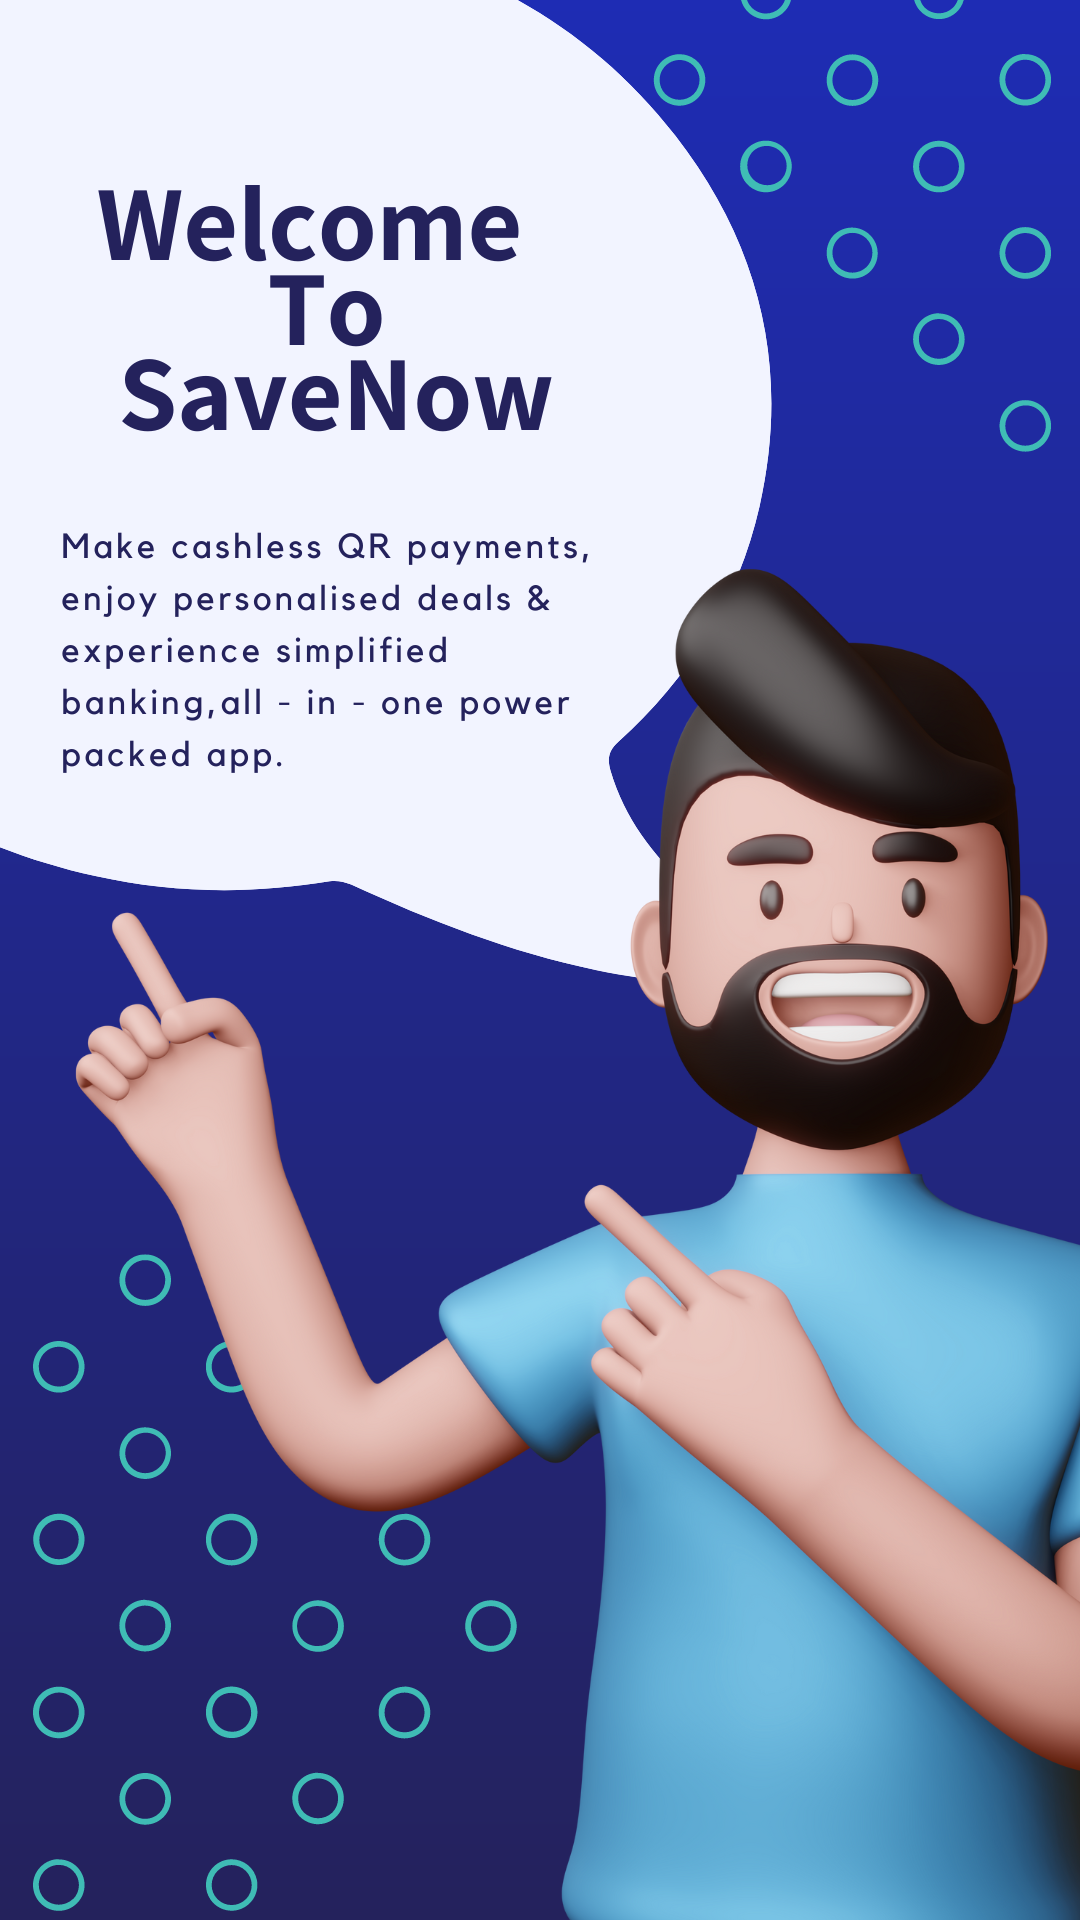 Welcome
To
SaveNow
Make cashless QR payments,
enjoy personalised deals &
experience simplified
banking,all - in - one power
packed app.